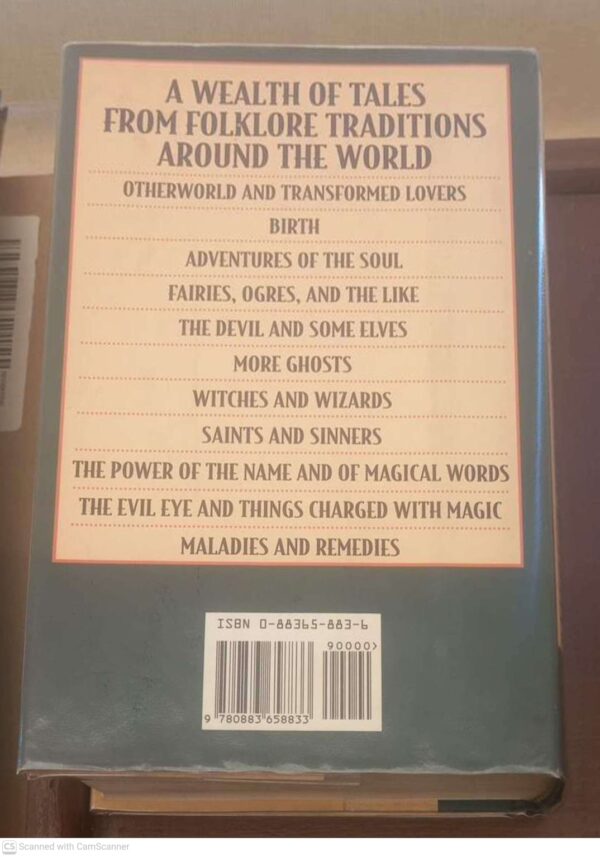 A WEALTH OF TALES
FROM FOLKLORE TRADITIONS
AROUND THE WORLD
OTHERWORLD AND TRANSFORMED LOVERS
BIRTH
ADVENTURES OF THE SOUL
FAIRIES, OGRES, AND THE LIKE
THE DEVIL AND SOME ELVES
MORE GHOSTS
WITCHES AND WIZARDS
SAINTS AND SINNERS
THE POWER OF THE NAME AND OF MAGICAL WORDS
THE EVIL EYE AND THINGS CHARGED WITH MAGIC
MALADIES AND REMEDIES
ISBN 0-88365-883-6
90000>
9 780883 658833
CS Scanned with CamScanner